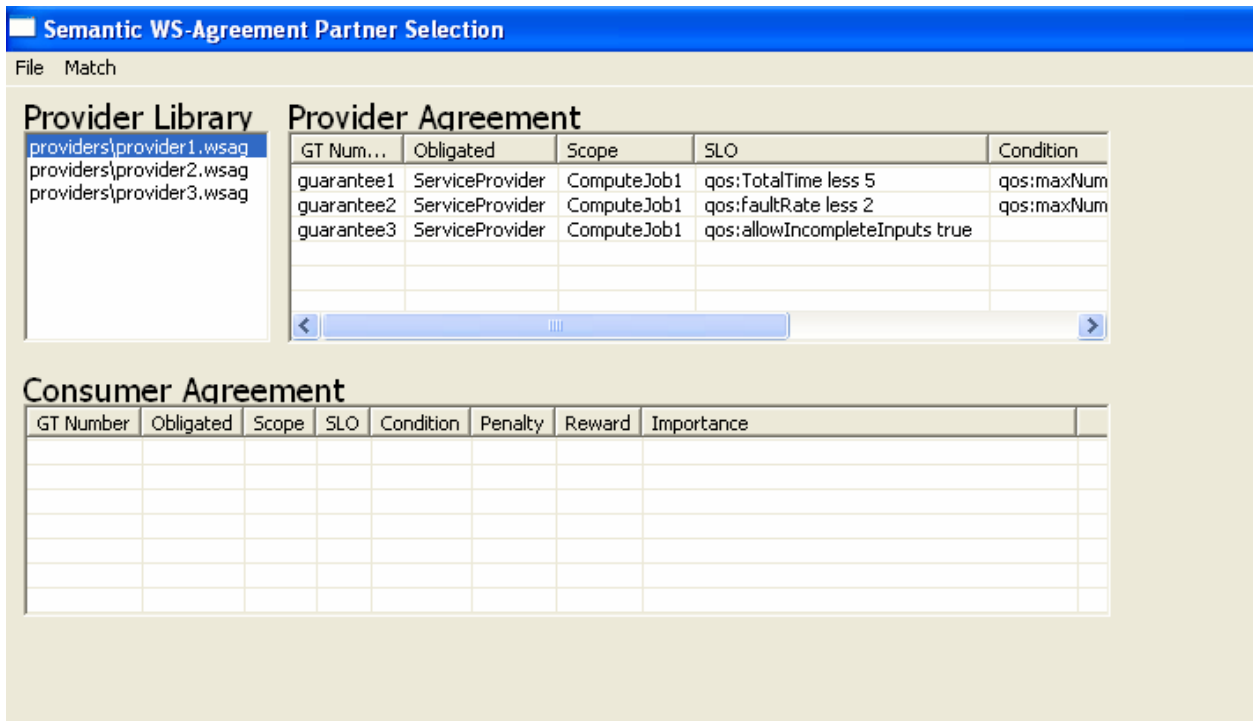 Semantic WS-Agreement Partner Selection
File Match
Provider Library
providers\provider1.wsag
providers\provider2.wsag
providers\provider3.wsag
Provider Agreement
GT Num... Obligated Scope SLO Condition
guarantee1 ServiceProvider ComputeJob1 qos:TotalTime less 5 qos:maxNum
guarantee2 ServiceProvider ComputeJob1 qos:faultRate less 2 qos:maxNum
guarantee3 ServiceProvider ComputeJob1 qos:allowIncompleteInputs true
Consumer Agreement
GT Number Obligated Scope SLO Condition Penalty Reward Importance